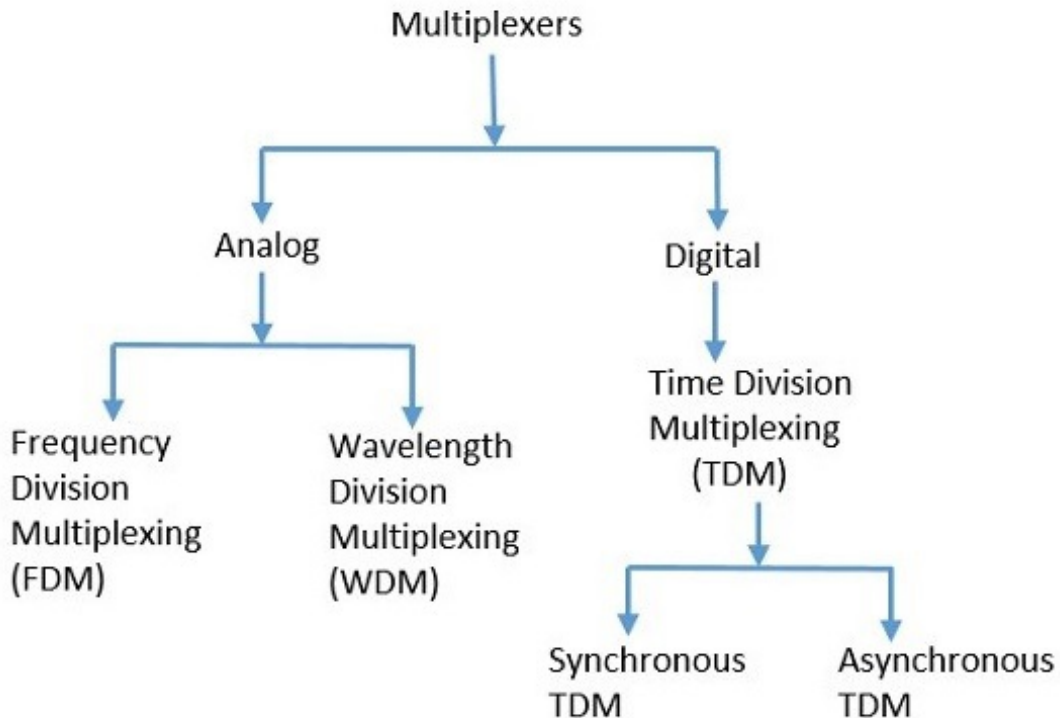 Multiplexers
Analog
Digital
Frequency
Division
Multiplexing
(FDM)
Wavelength
Division
Multiplexing
(WDM)
Time Division
Multiplexing
(TDM)
Synchronous
TDM
Asynchronous
TDM